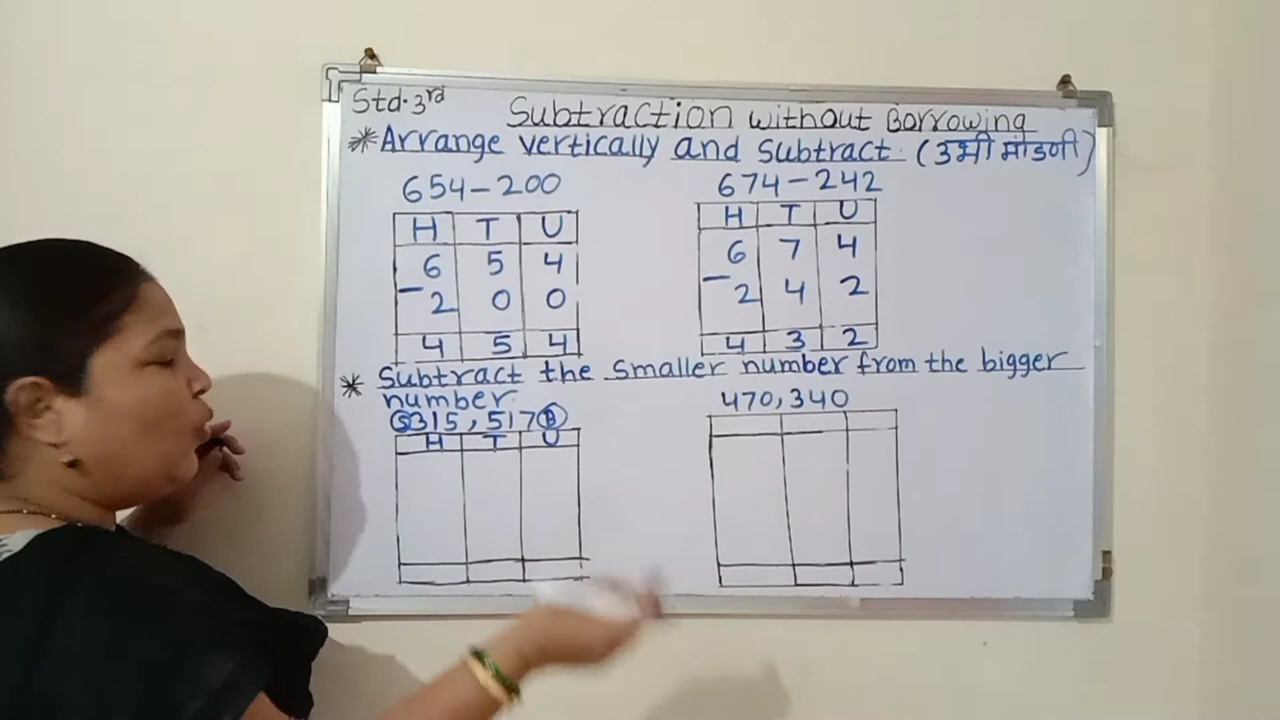 Std. 3rd
Subtraction without Borrowing
* Arrange vertically and Subtract. (उभी मांडणी)
654-200
H T U
6 5 4
- 2 0 0
4 5 4
674-242
H T U
6 7 4
- 2 4 2
4 3 2
* Subtract the smaller number from the bigger
number.
S 315, 517 B
H T U
470, 340